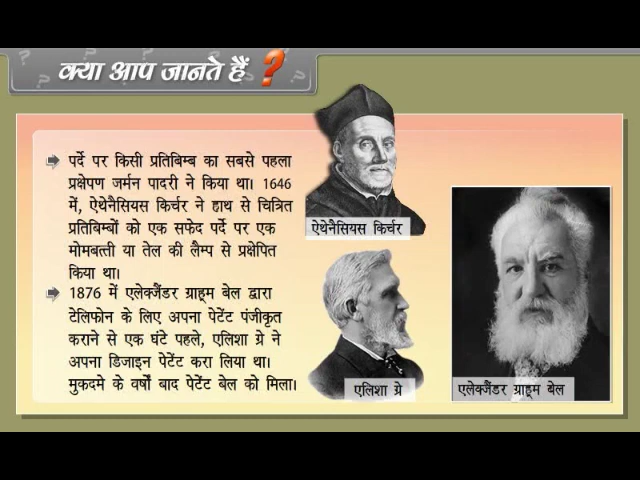 क्या आप जानते हैं ?
पर्दे पर किसी प्रतिबिम्ब का सबसे पहला
प्रक्षेपण जर्मन पादरी ने किया था। 1646
में, ऐथेनैसियस किर्चर ने हाथ से चित्रित
प्रतिबिम्बों को एक सफेद पर्दे पर एक
मोमबत्ती या तेल की लैम्प से प्रक्षेपित
किया था।
1876 में एलेक्जैंडर ग्राहूम बेल द्वारा
टेलिफोन के लिए अपना पेटेंट पंजीकृत
कराने से एक घंटे पहले, एलिशा ग्रे ने
अपना डिजाइन पेटेंट करा लिया था।
मुकदमे के वर्षों बाद पेटेंट बेल को मिला।
ऐथेनैसियस किर्चर
एलिशा ग्रे
एलेक्जैंडर ग्राहूम बेल